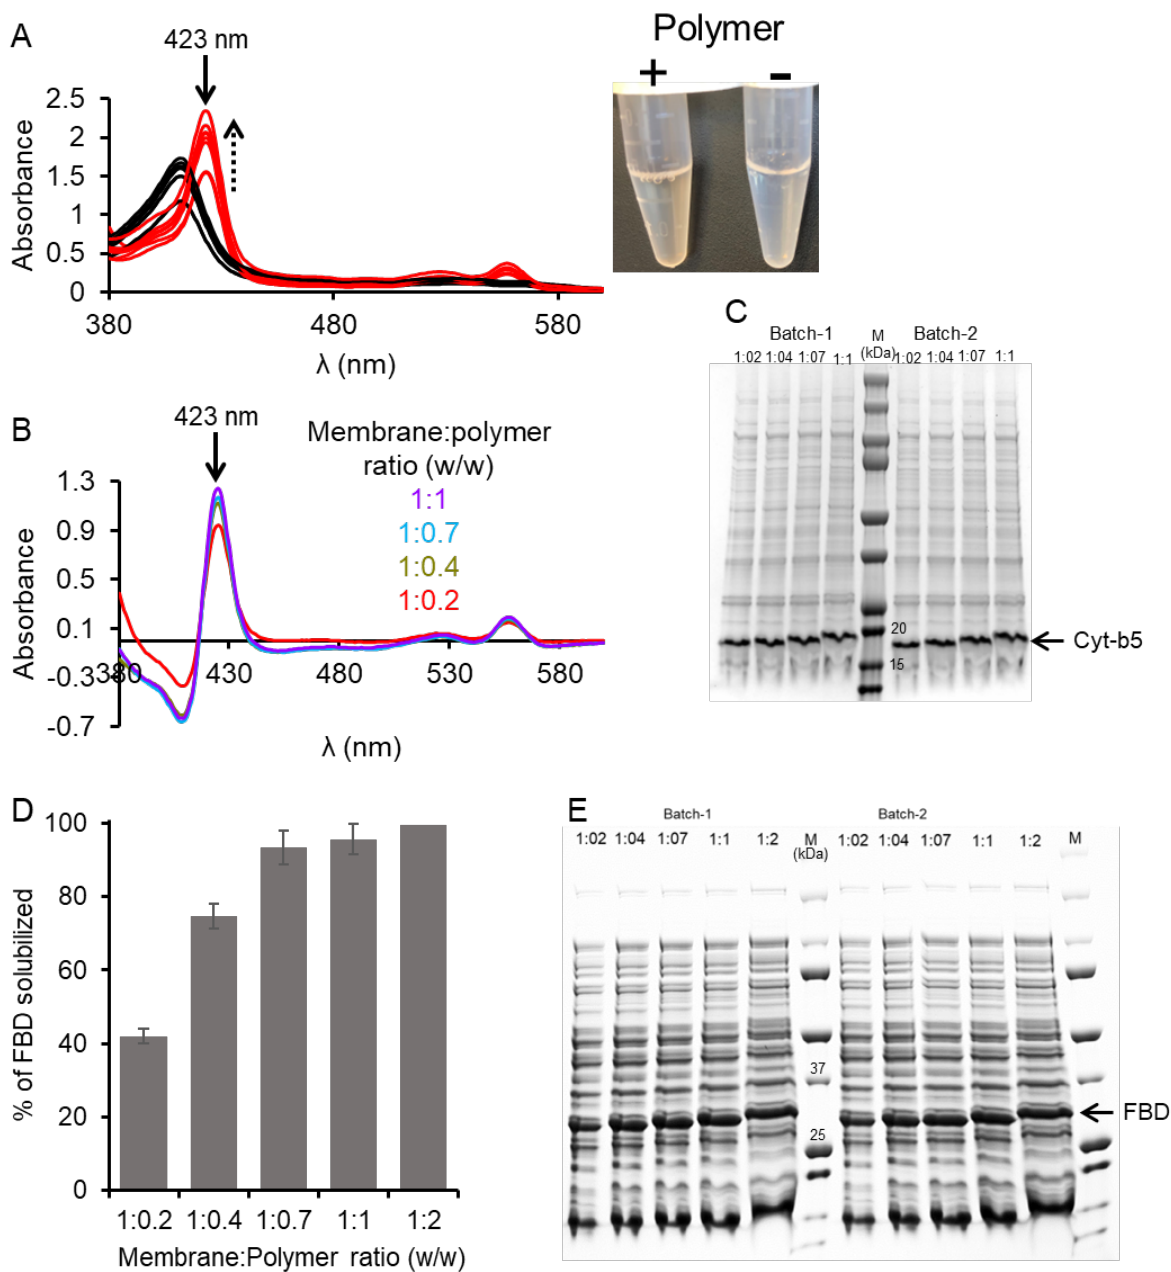 A
423 nm
Polymer
+ -
2.5
2
1.5
1
0.5
0
Absorbance
380 480 580
λ (nm)
B
423 nm
Membrane:polymer
ratio (w/w)
1:1
1:0.7
1:0.4
1:0.2
1.3
0.9
0.5
0.1
-0.3
-0.7
Absorbance
380 430 480 530 580
λ (nm)
C
Batch-1 M Batch-2
(kDa)
1:02 1:04 1:07 1:1 1:02 1:04 1:07 1:1
20
15
Cyt-b5
D
100
80
60
40
20
0
% of FBD solubilized
1:0.2 1:0.4 1:0.7 1:1 1:2
Membrane:Polymer ratio (w/w)
E
Batch-1 Batch-2
1:02 1:04 1:07 1:1 1:2 M 1:02 1:04 1:07 1:1 1:2 M
(kDa)
37
25
FBD